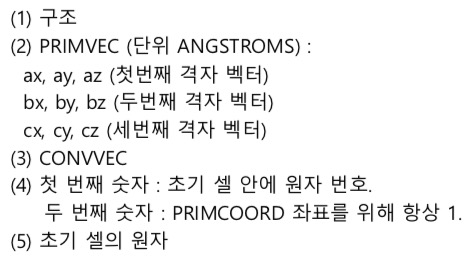 (1) 구조
(2) PRIMVEC (단위 ANGSTROMS) :
ax, ay, az (첫번째 격자 벡터)
bx, by, bz (두번째 격자 벡터)
cx, cy, cz (세번째 격자 벡터)
(3) CONVVEC
(4) 첫 번째 숫자 : 초기 셀 안에 원자 번호.
두 번째 숫자 : PRIMCOORD 좌표를 위해 항상 1.
(5) 초기 셀의 원자